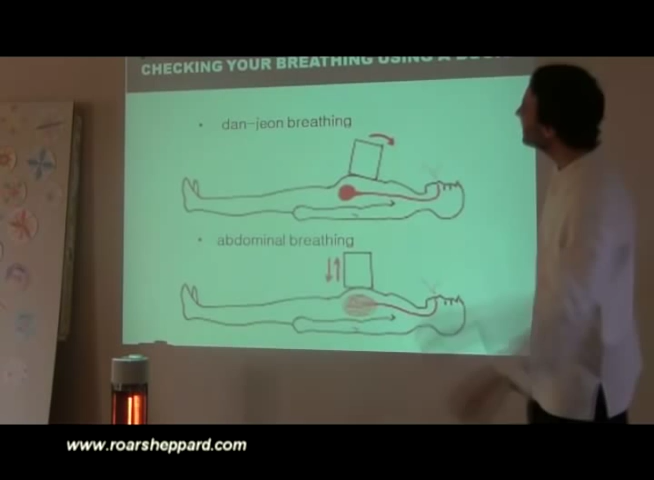 CHECKING YOUR BREATHING USING A
• dan-jeon breathing
• abdominal breathing
www.roarsheppard.com